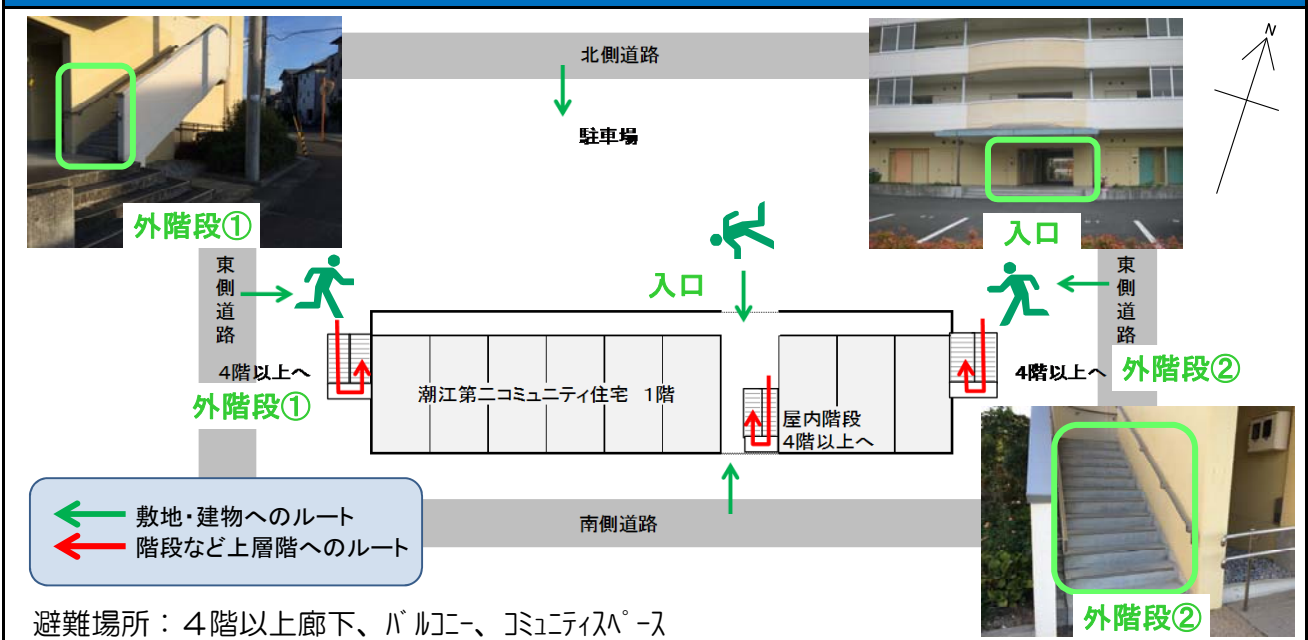 北側道路
N
駐車場
外階段①
入口
東側道路
入口
東側道路
4階以上へ
外階段①
潮江第二コミュニティ住宅 1階
屋内階段
4階以上へ
4階以上へ
外階段②
南側道路
敷地・建物へのルート
階段など上層階へのルート
外階段②
避難場所：４階以上廊下、ﾊﾞﾙｺﾆｰ、ｺﾐｭﾆﾃｨｽﾍﾟｰｽ